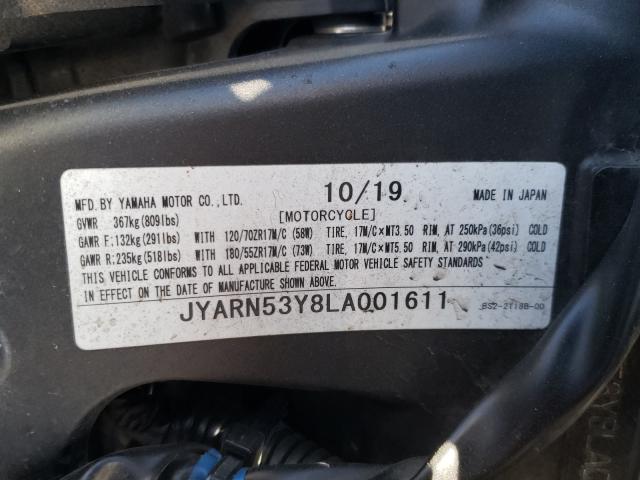 MFD.BY YAMAHA MOTOR CO.,LTD. 10/19 MADE IN JAPAN
GVWR 367kg(809lbs) [MOTORCYCLE]
GAWR F:132kg(291lbs) WITH 120/70ZR17M/C (58W) TIRE, 17M/C×MT3.50 RIM, AT 250kPa(36psi) COLD
GAWR R:235kg(518lbs) WITH 180/55ZR17M/C (73W) TIRE, 17M/C×MT5.50 RIM, AT 290kPa(42psi) COLD
THIS VEHICLE CONFORMS TO ALL APPLICABLE FEDERAL MOTOR VEHICLE SAFETY STANDARDS
IN EFFECT ON THE DATE OF MANUFACTURE SHOWN ABOVE.
JYARN53Y8LA001611 BS2-2118B-00